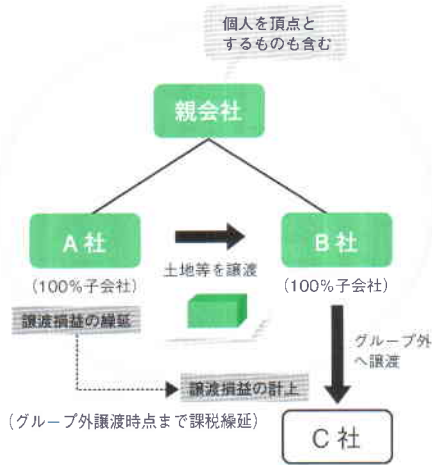 個人を頂点と
するものも含む
親会社
A社
B社
土地等を譲渡
(100%子会社)
(100%子会社)
譲渡損益の繰延
グループ外
へ譲渡
譲渡損益の計上
(グループ外譲渡時点まで課税繰延)
C社